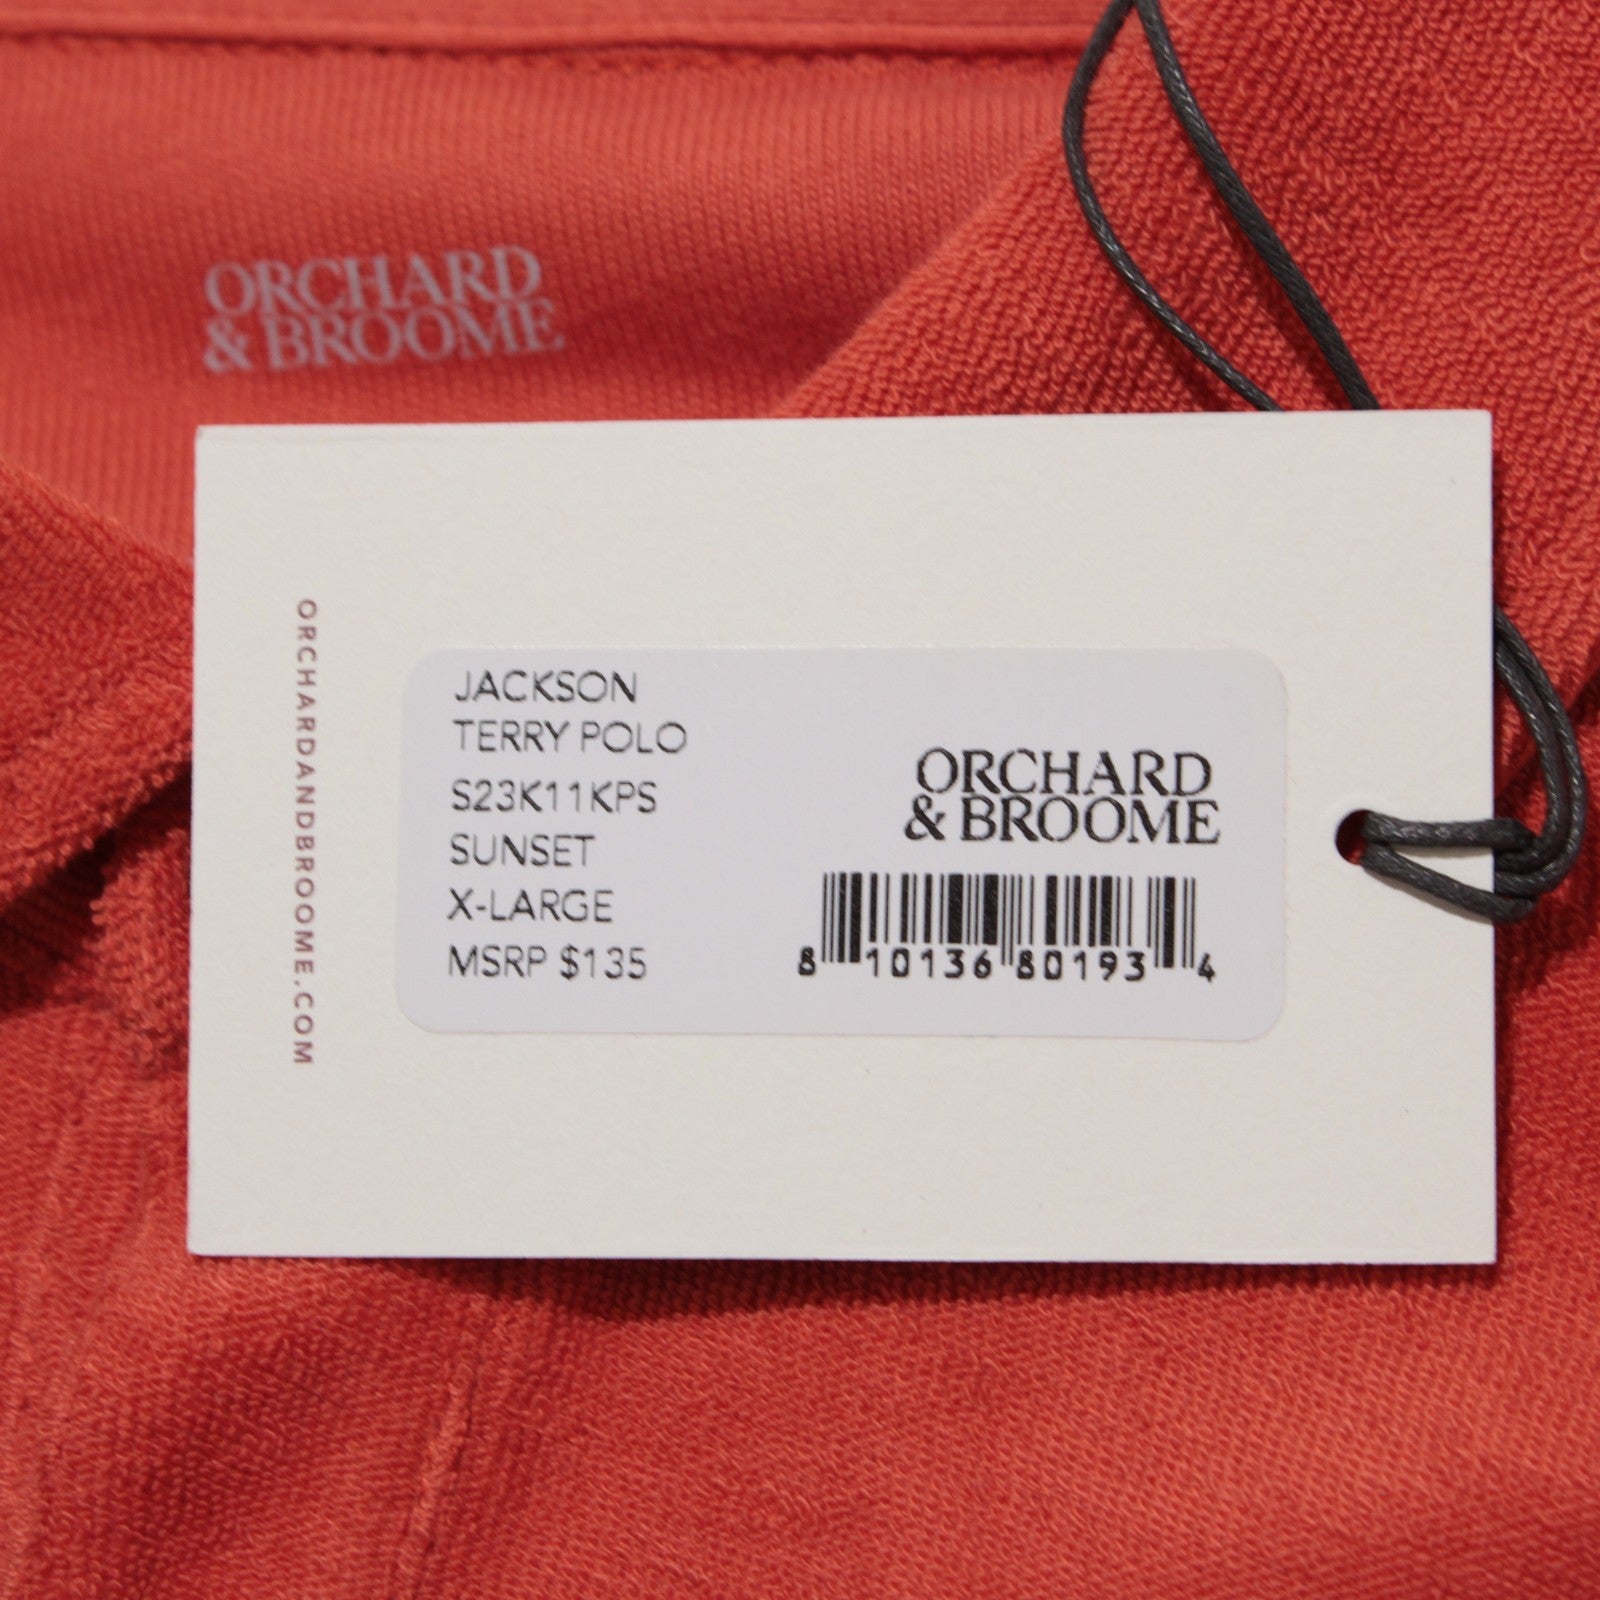 ORCHARD
& BROOME
ORCHARDANDBROOME.COM
JACKSON
TERRY POLO
S23K11KPS
SUNSET
X-LARGE
MSRP $135
ORCHARD
& BROOME
8 10136 80193 4